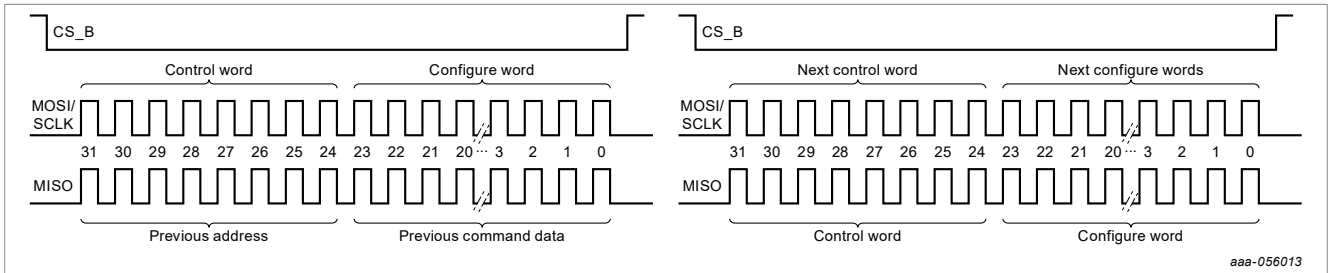 CS_B
CS_B
Control word
Configure word
Next control word
Next configure words
MOSI/
SCLK
MOSI/
SCLK
31 30 29 28 27 26 25 24 23 22 21 20 ... 3 2 1 0
31 30 29 28 27 26 25 24 23 22 21 20 ... 3 2 1 0
MISO
MISO
Previous address
Previous command data
Control word
Configure word
aaa-056013